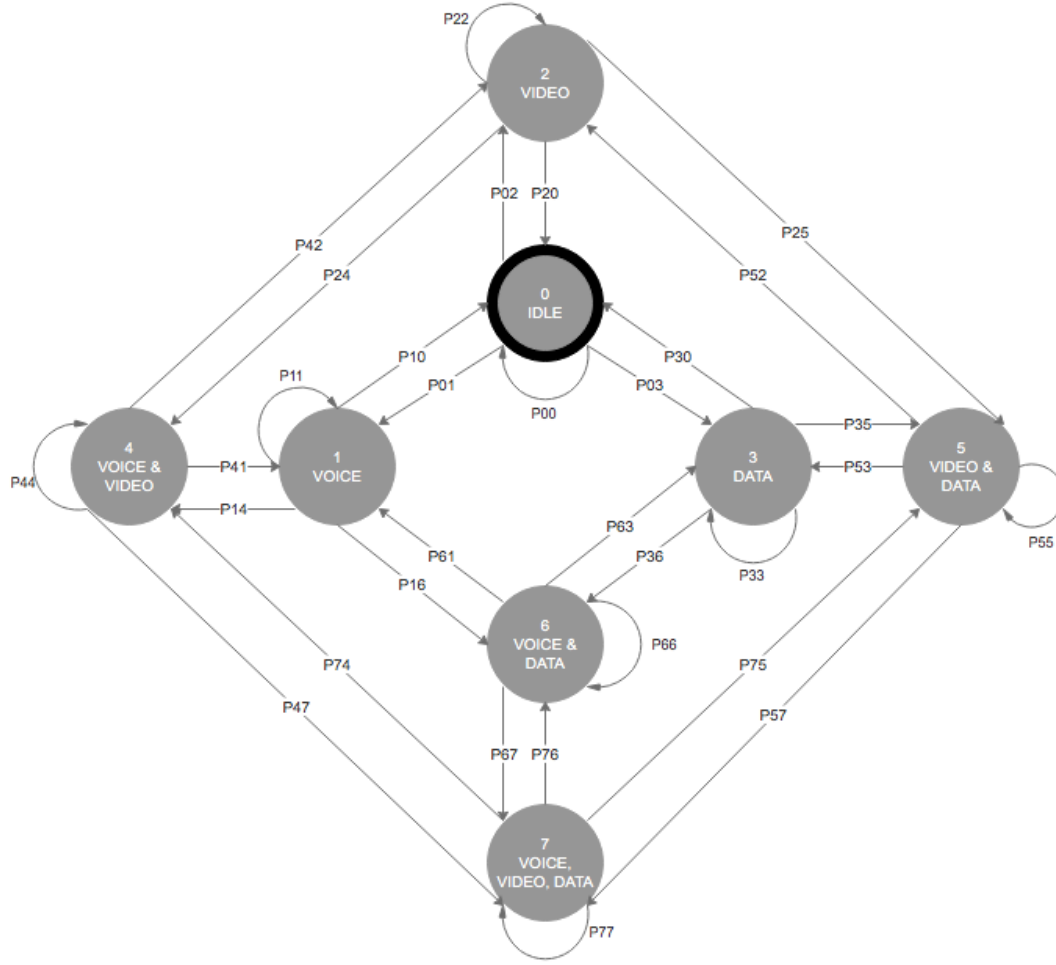 P22
2
VIDEO
P02
P20
P25
P42
P24
P52
0
IDLE
P10
P01
P00
P03
P30
P11
P35
4
VOICE &
VIDEO
P44
P41
P14
1
VOICE
3
DATA
P53
5
VIDEO &
DATA
P55
P63
P36
P33
P61
P16
6
VOICE &
DATA
P66
P74
P75
P47
P57
P67
P76
7
VOICE,
VIDEO, DATA
P77